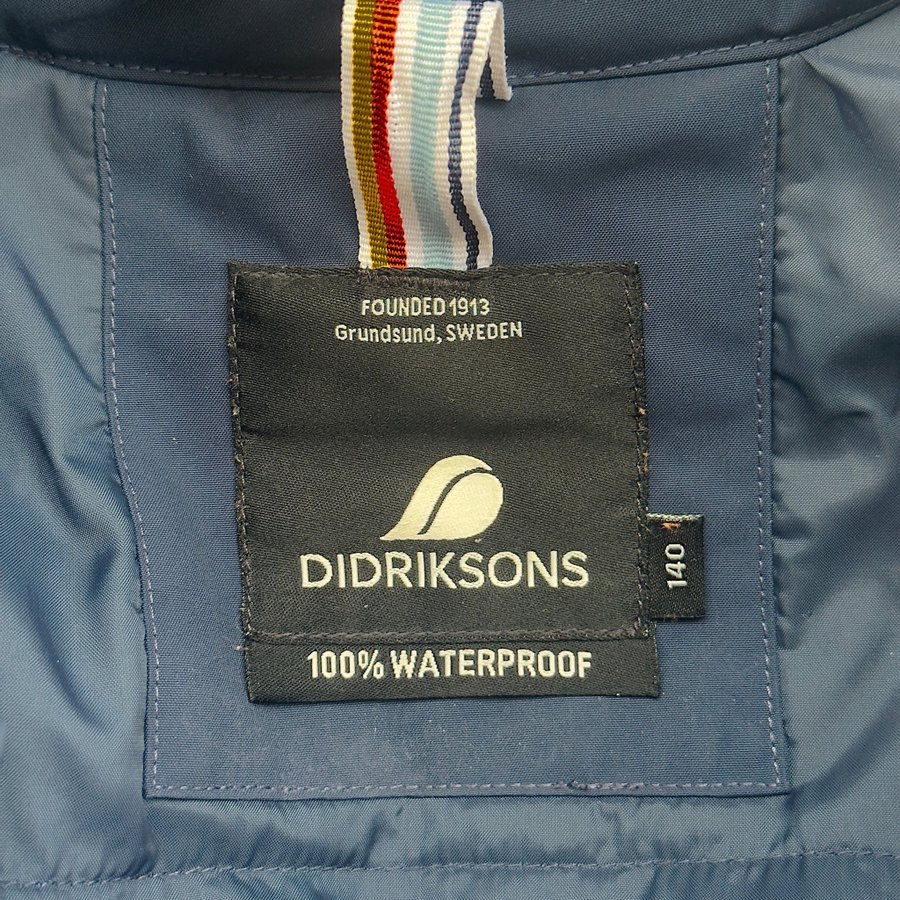 FOUNDED 1913
Grundsund, SWEDEN
DIDRIKSONS
140
100% WATERPROOF